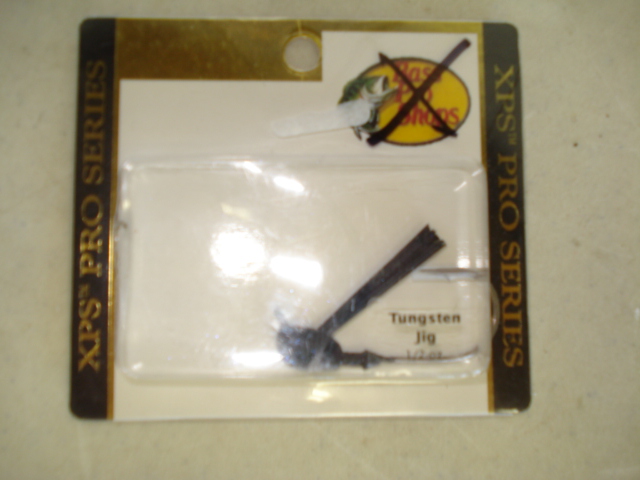 XPS™ PRO SERIES
Bass
Pro
Shops
XPS™ PRO SERIES
Tungsten
Jig
1/2 oz